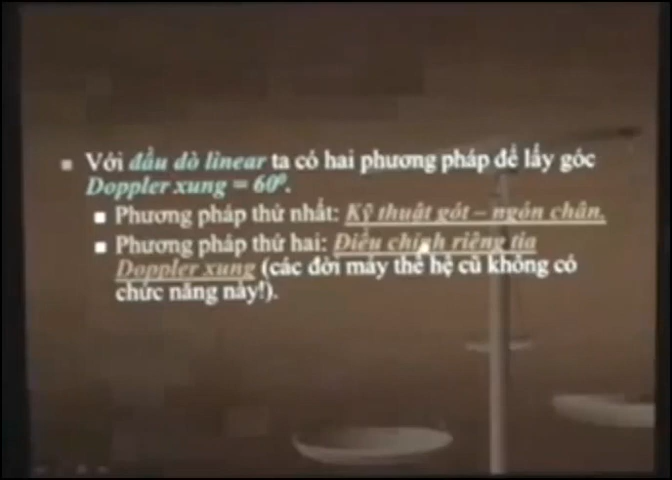 Với đầu dò linear ta có hai phương pháp để lấy góc
Doppler xung = 60⁰.
Phương pháp thứ nhất: Kỹ thuật gót – ngón chân.
Phương pháp thứ hai: Điều chỉnh riêng tia
Doppler xung (các đời máy thế hệ cũ không có
chức năng này!).